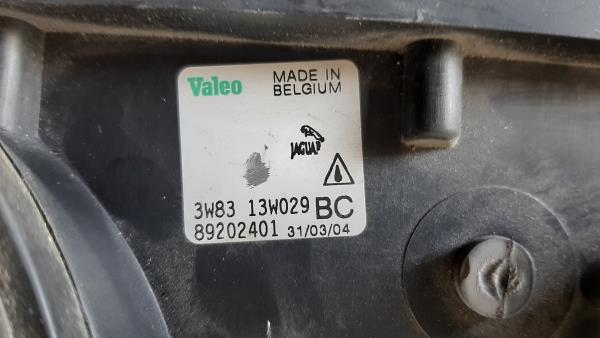 Valeo MADE IN
BELGIUM
JAGUAR
3W83 13W029 BC
89202401 31/03/04